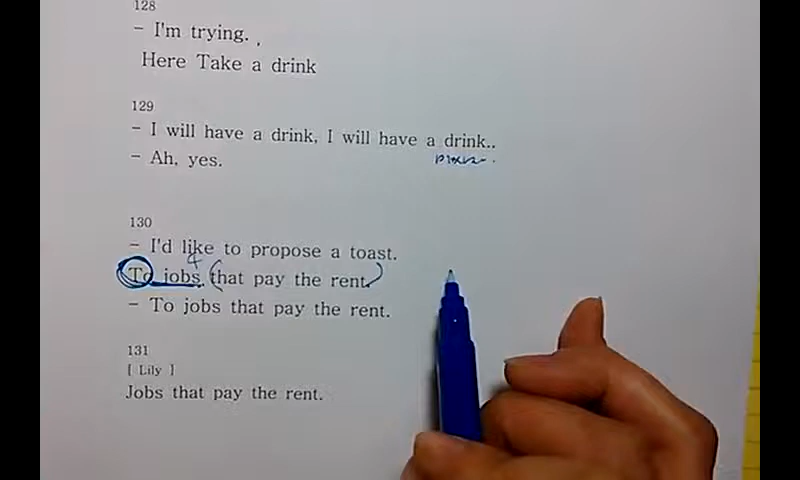 128
- I'm trying.
Here Take a drink
129
- I will have a drink, I will have a drink..
- Ah, yes.
130
- I'd like to propose a toast.
To jobs that pay the rent.
- To jobs that pay the rent.
131
[ Lily ]
Jobs that pay the rent.